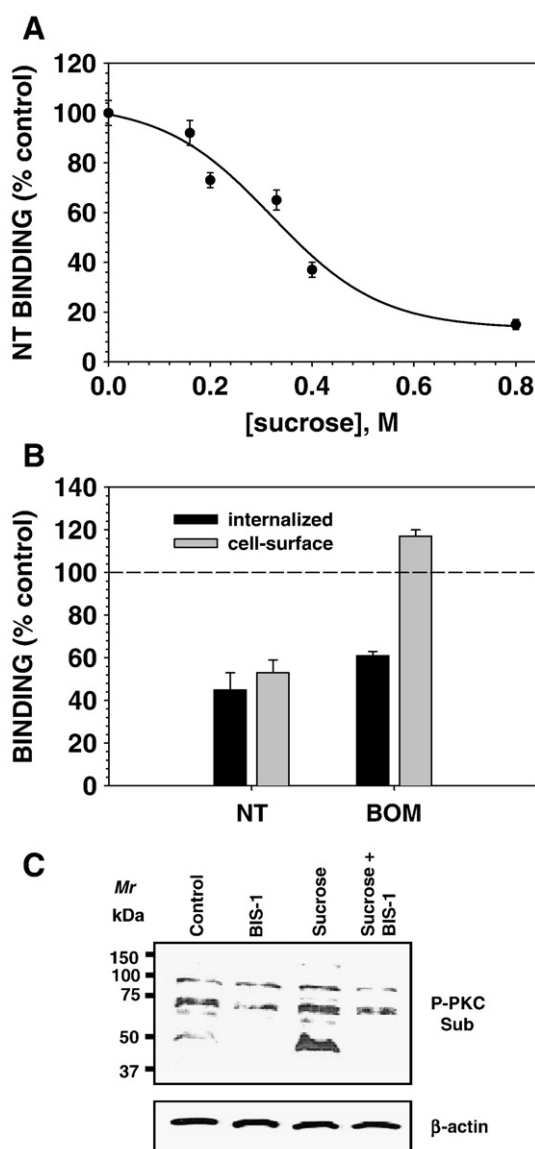 A
NT BINDING (% control)
120
100
80
60
40
20
0
0.0 0.2 0.4 0.6 0.8
[sucrose], M
B
BINDING (% control)
140
120
100
80
60
40
20
0
internalized
cell-surface
NT BOM
C
Mr
kDa
Control
BIS-1
Sucrose
Sucrose +
BIS-1
150
100
75
50
37
P-PKC
Sub
β-actin